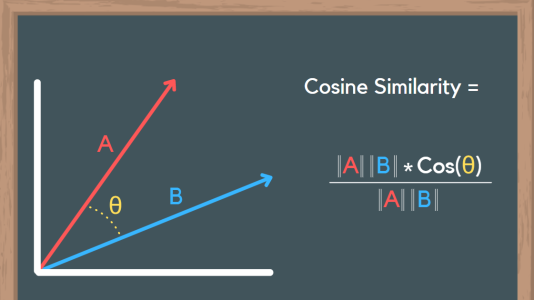 Cosine Similarity =
A
‖A‖ ‖B‖ * Cos(θ)
‖A‖ ‖B‖
B
θ